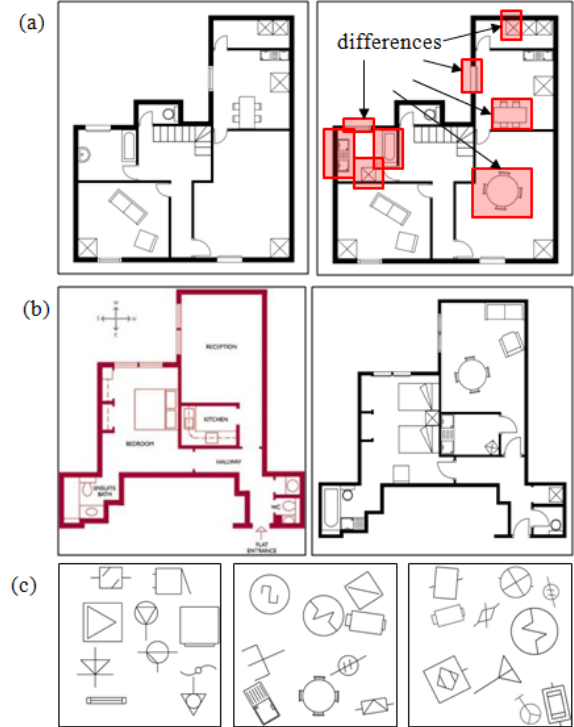 (a)
differences
(b)
W
RECEPTION
KITCHEN
BEDROOM
HALLWAY
ENSUITE
BATH
WC
FLAT
ENTRANCE
(c)